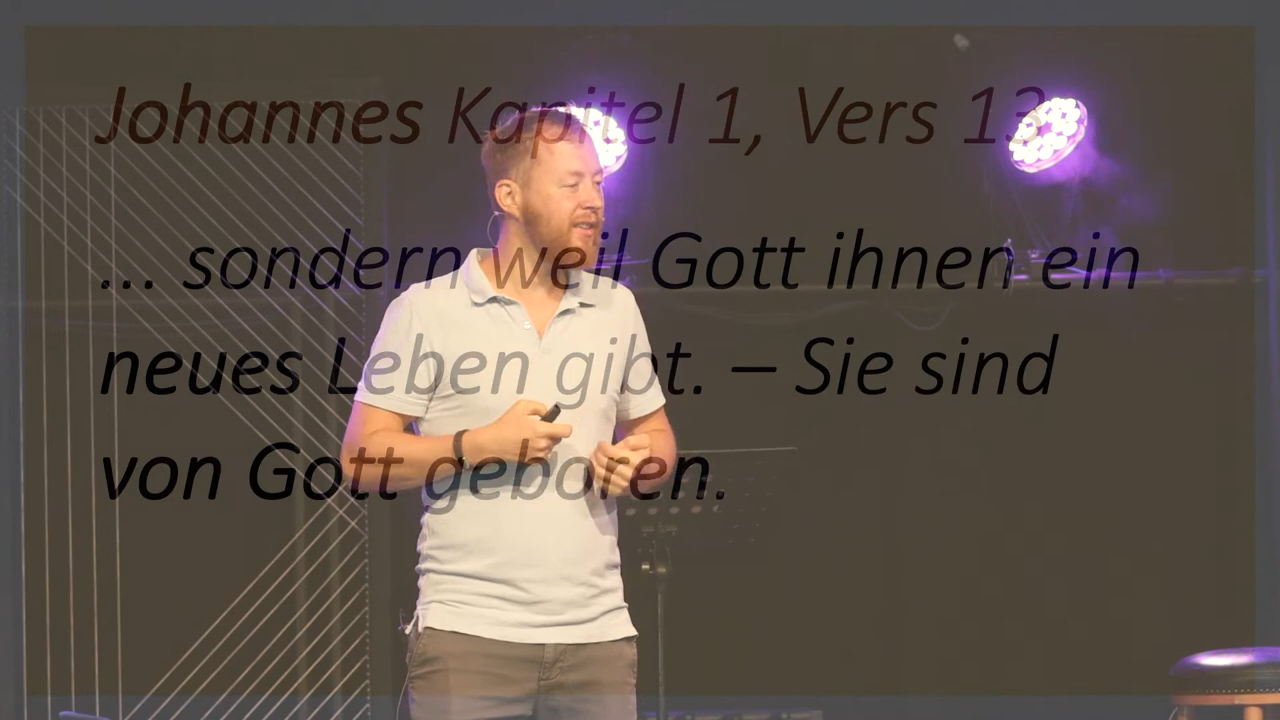 Johannes Kapitel 1, Vers 13
... sondern weil Gott ihnen ein
neues Leben gibt. – Sie sind
von Gott geboren.